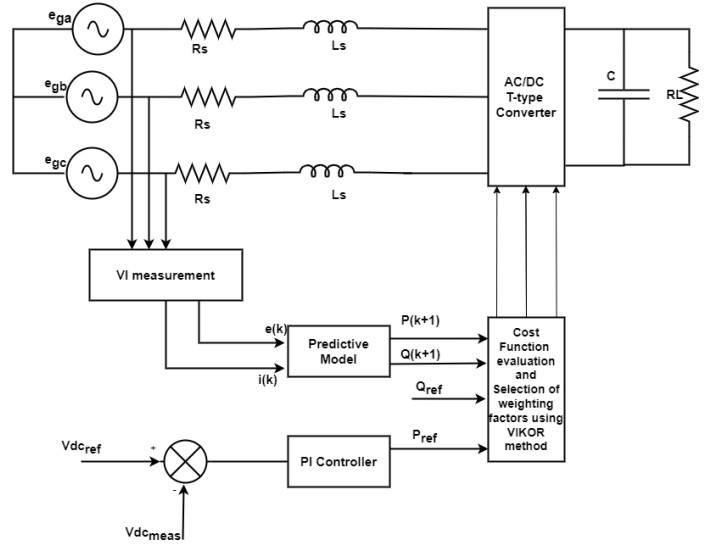 ega
Rs
Ls
AC/DC
T-type
Converter
C
RL
egb
Rs
Ls
egc
Rs
Ls
VI measurement
e(k)
i(k)
Predictive
Model
P(k+1)
Q(k+1)
Qref
Pref
Cost
Function
evaluation
and
Selection of
weighting
factors using
VIKOR
method
Vdcref
+
-
PI Controller
Vdcmeas